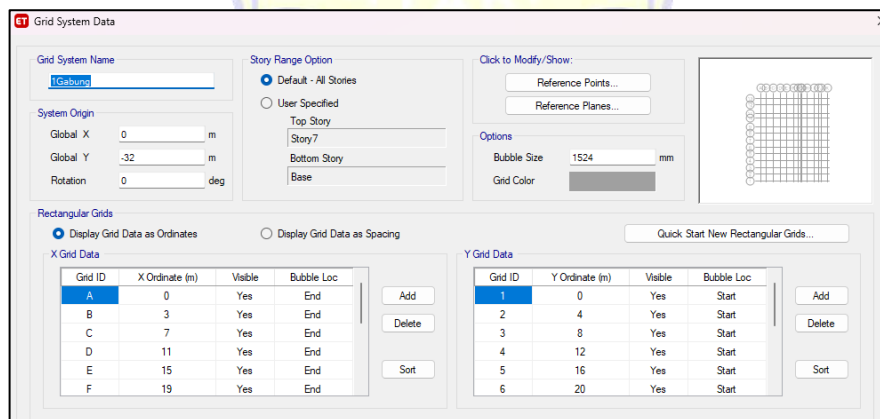 ET Grid System Data
Grid System Name
1Gabung
System Origin
Global X 0 m
Global Y -32 m
Rotation 0 deg
Story Range Option
Default - All Stories
User Specified
Top Story
Story7
Bottom Story
Base
Click to Modify/Show:
Reference Points...
Reference Planes...
Options
Bubble Size 1524 mm
Grid Color
Rectangular Grids
Display Grid Data as Ordinates
Display Grid Data as Spacing
Quick Start New Rectangular Grids...
X Grid Data
Grid ID X Ordinate (m) Visible Bubble Loc
A 0 Yes End
B 3 Yes End
C 7 Yes End
D 11 Yes End
E 15 Yes End
F 19 Yes End
Add
Delete
Sort
Y Grid Data
Grid ID Y Ordinate (m) Visible Bubble Loc
1 0 Yes Start
2 4 Yes Start
3 8 Yes Start
4 12 Yes Start
5 16 Yes Start
6 20 Yes Start
Add
Delete
Sort